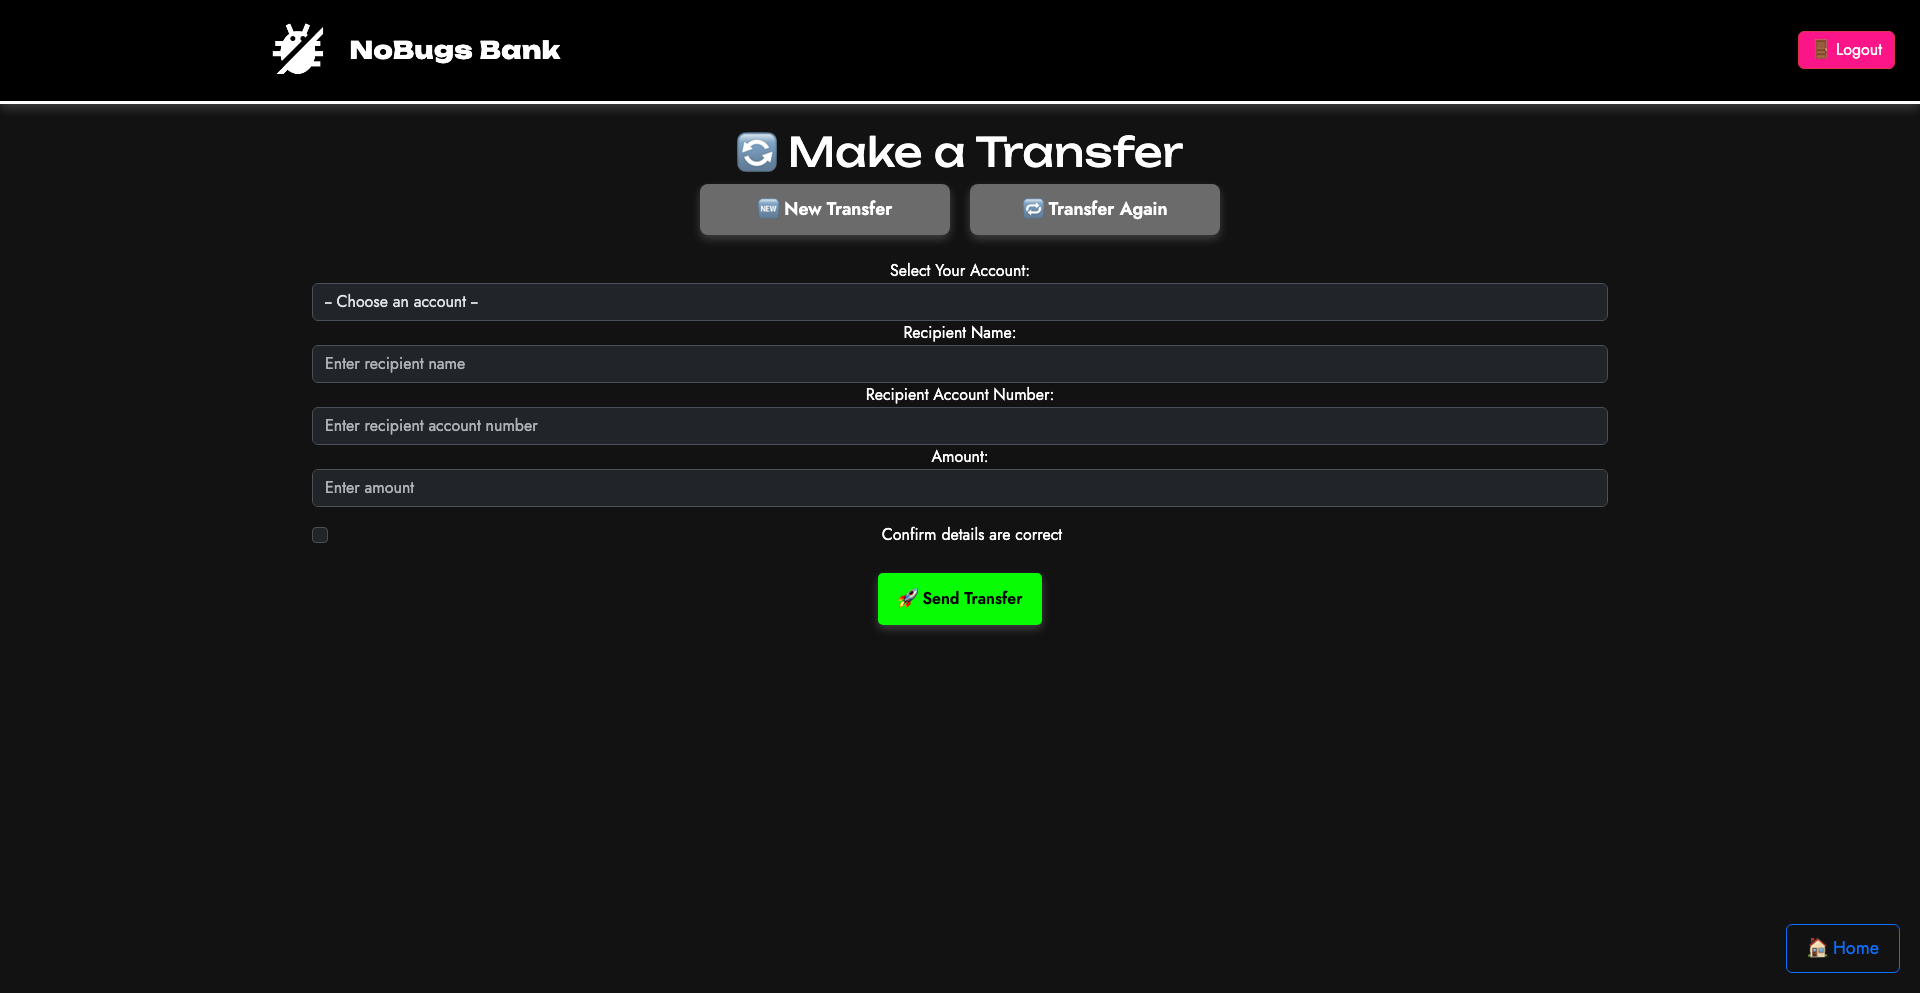 NoBugs Bank
Logout
Make a Transfer
New Transfer
Transfer Again
Select Your Account:
-- Choose an account --
Recipient Name:
Enter recipient name
Recipient Account Number:
Enter recipient account number
Amount:
Enter amount
Confirm details are correct
Send Transfer
Home